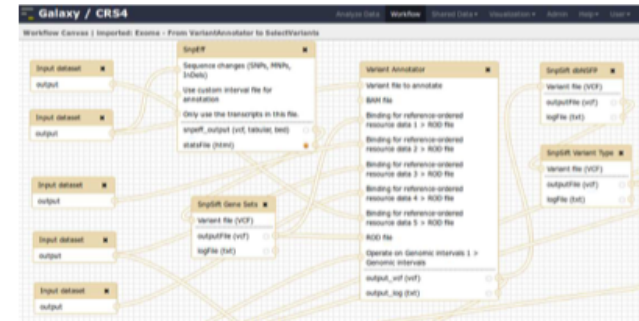 Galaxy / CRS4
Analyze Data Workflow Shared Data Visualization Admin Help User
Workflow Canvas | Imported: Exome - From VariantAnnotator to SelectVariants
Input dataset
output
Input dataset
output
Input dataset
output
Input dataset
output
Input dataset
output
SnpEff
Sequence changes (SNPs, MNPs,
InDels)
Use custom interval file for
annotation
Only use the transcripts in this file.
snpeff_output (vcf, tabular, bed)
statsFile (html)
SnpSift Gene Sets
Variant file (VCF)
outputFile (vcf)
logFile (txt)
Variant Annotator
Variant file to annotate
BAM file
Binding for reference-ordered
resource data 1 > ROD file
Binding for reference-ordered
resource data 2 > ROD file
Binding for reference-ordered
resource data 3 > ROD file
Binding for reference-ordered
resource data 4 > ROD file
Binding for reference-ordered
resource data 5 > ROD file
ROD file
Operate on Genomic intervals 1 >
Genomic intervals
output_vcf (vcf)
output_log (txt)
SnpSift dbNSFP
Variant file (VCF)
outputFile (vcf)
logFile (txt)
SnpSift Variant Type
Variant file (VCF)
outputFile (vcf)
logFile (txt)